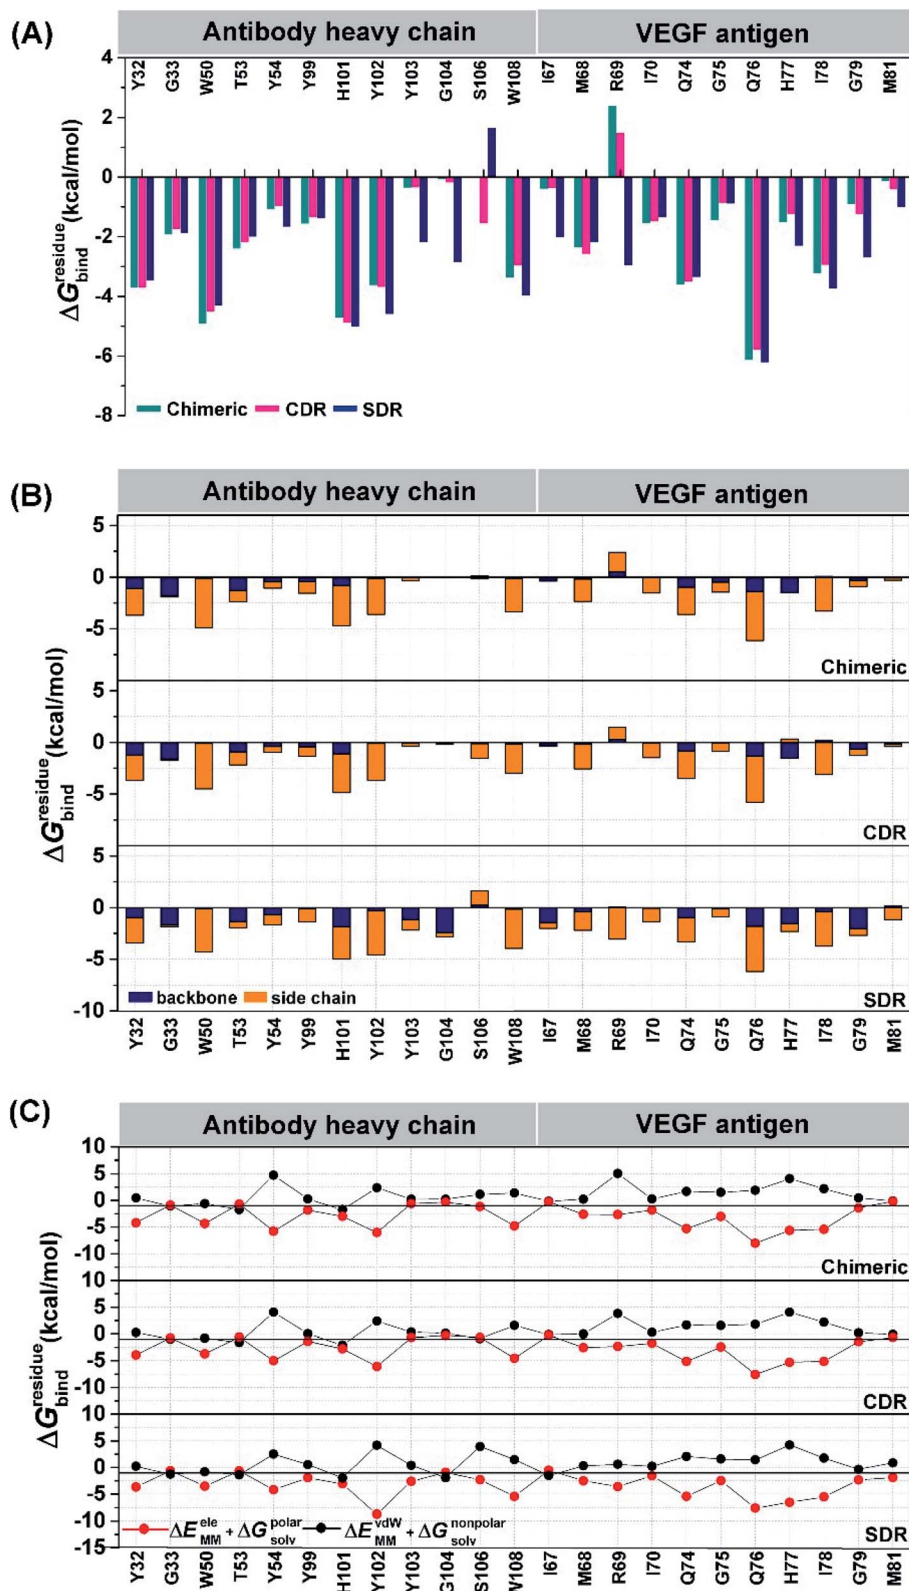 (A)
Antibody heavy chain VEGF antigen
Y32 G33 W50 T53 Y54 Y99 H101 Y102 Y103 G104 S106 W108 I67 M68 R69 I70 Q74 G75 Q76 H77 I78 G79 M81
4
2
0
-2
-4
-6
-8
ΔG residue bind (kcal/mol)
Chimeric CDR SDR
(B)
Antibody heavy chain VEGF antigen
5
0
-5
Chimeric
5
0
-5
CDR
5
0
-5
-10
SDR
ΔG residue bind (kcal/mol)
backbone side chain
Y32 G33 W50 T53 Y54 Y99 H101 Y102 Y103 G104 S106 W108 I67 M68 R69 I70 Q74 G75 Q76 H77 I78 G79 M81
(C)
Antibody heavy chain VEGF antigen
10
5
0
-5
-10
Chimeric
10
5
0
-5
-10
CDR
10
5
0
-5
-10
-15
SDR
ΔG residue bind (kcal/mol)
ΔE ele MM + ΔG polar solv ΔE vdW MM + ΔG nonpolar solv
Y32 G33 W50 T53 Y54 Y99 H101 Y102 Y103 G104 S106 W108 I67 M68 R69 I70 Q74 G75 Q76 H77 I78 G79 M81